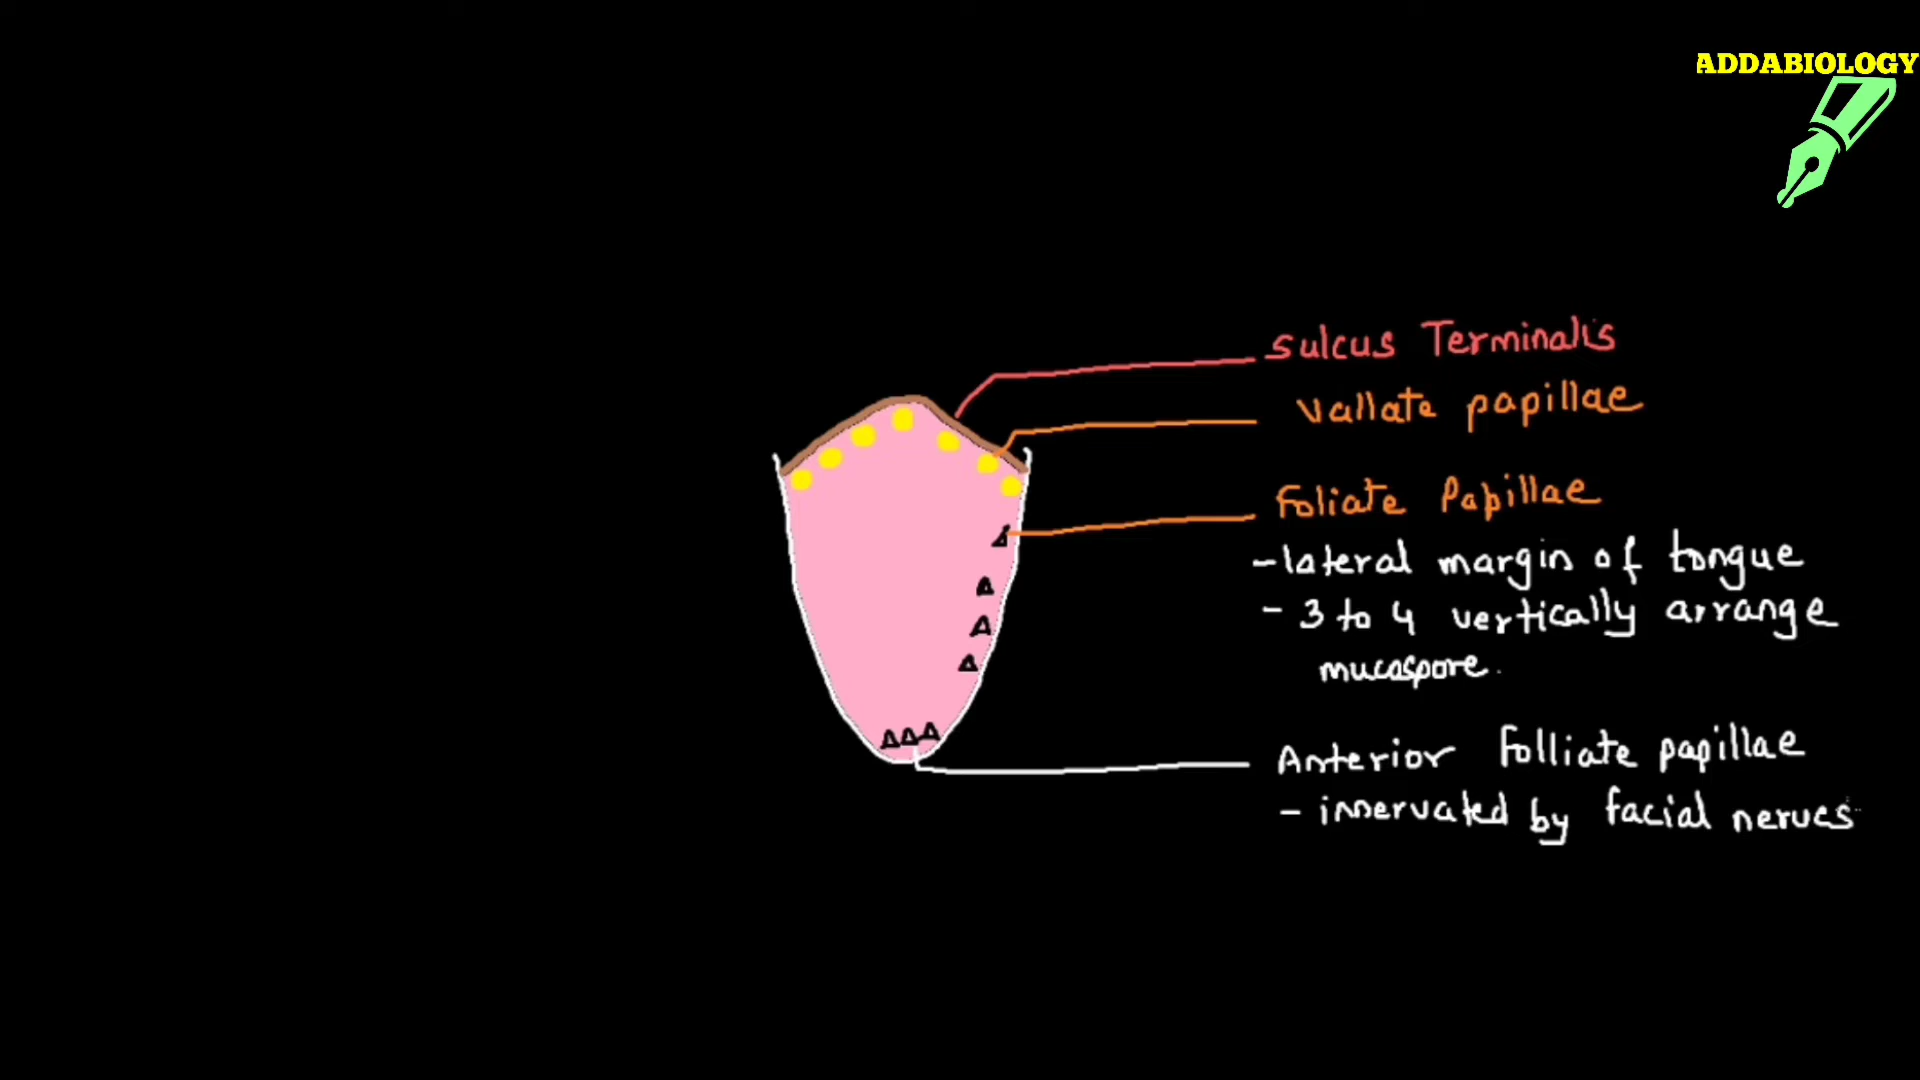 ADDABIOLOGY
Sulcus Terminalis
Vallate papillae
Foliate Papillae
- lateral margin of tongue
- 3 to 4 vertically arrange
mucaspore.
Anterior Folliate papillae
- innervated by facial nerves